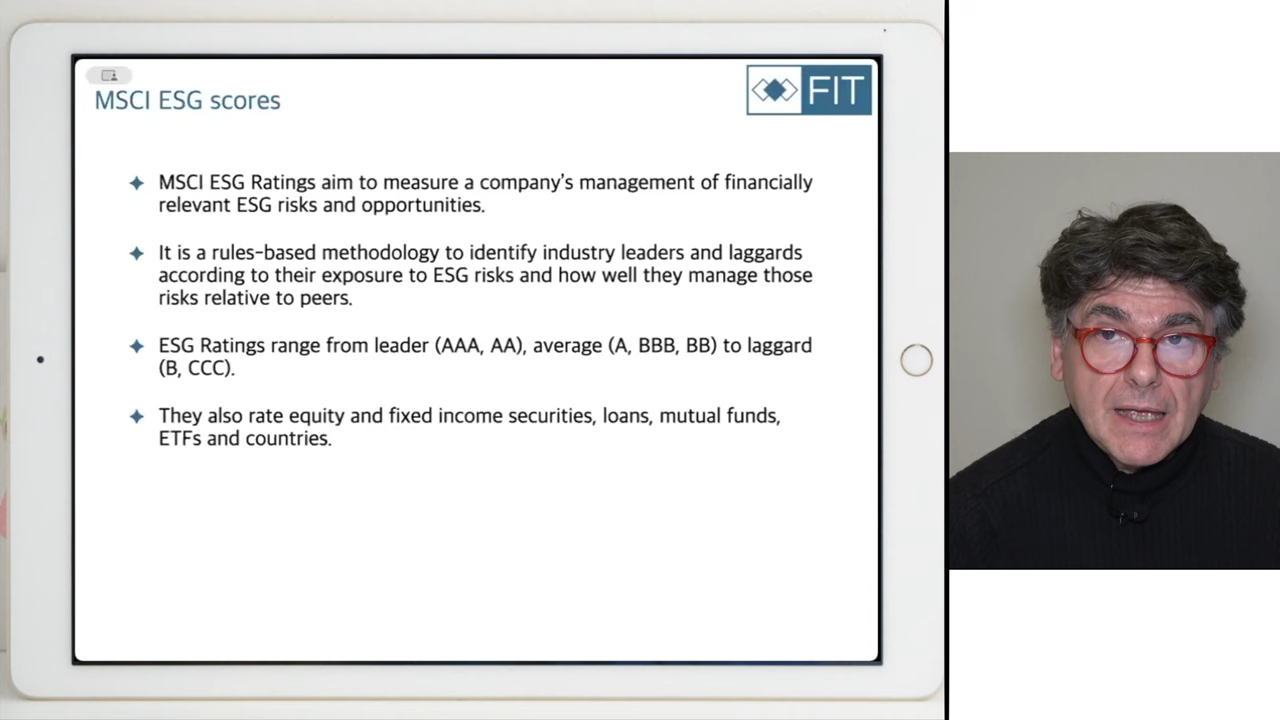 MSCI ESG scores
FIT
MSCI ESG Ratings aim to measure a company's management of financially
relevant ESG risks and opportunities.
It is a rules-based methodology to identify industry leaders and laggards
according to their exposure to ESG risks and how well they manage those
risks relative to peers.
ESG Ratings range from leader (AAA, AA), average (A, BBB, BB) to laggard
(B, CCC).
They also rate equity and fixed income securities, loans, mutual funds,
ETFs and countries.